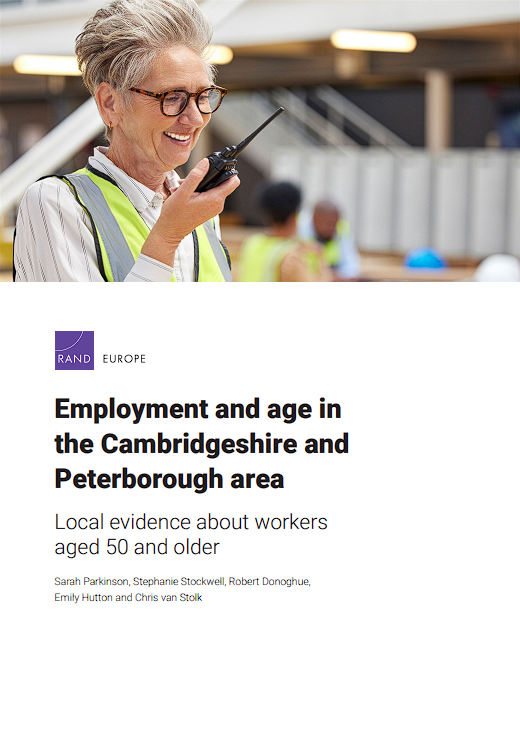 RAND EUROPE
Employment and age in
the Cambridgeshire and
Peterborough area
Local evidence about workers
aged 50 and older
Sarah Parkinson, Stephanie Stockwell, Robert Donoghue,
Emily Hutton and Chris van Stolk